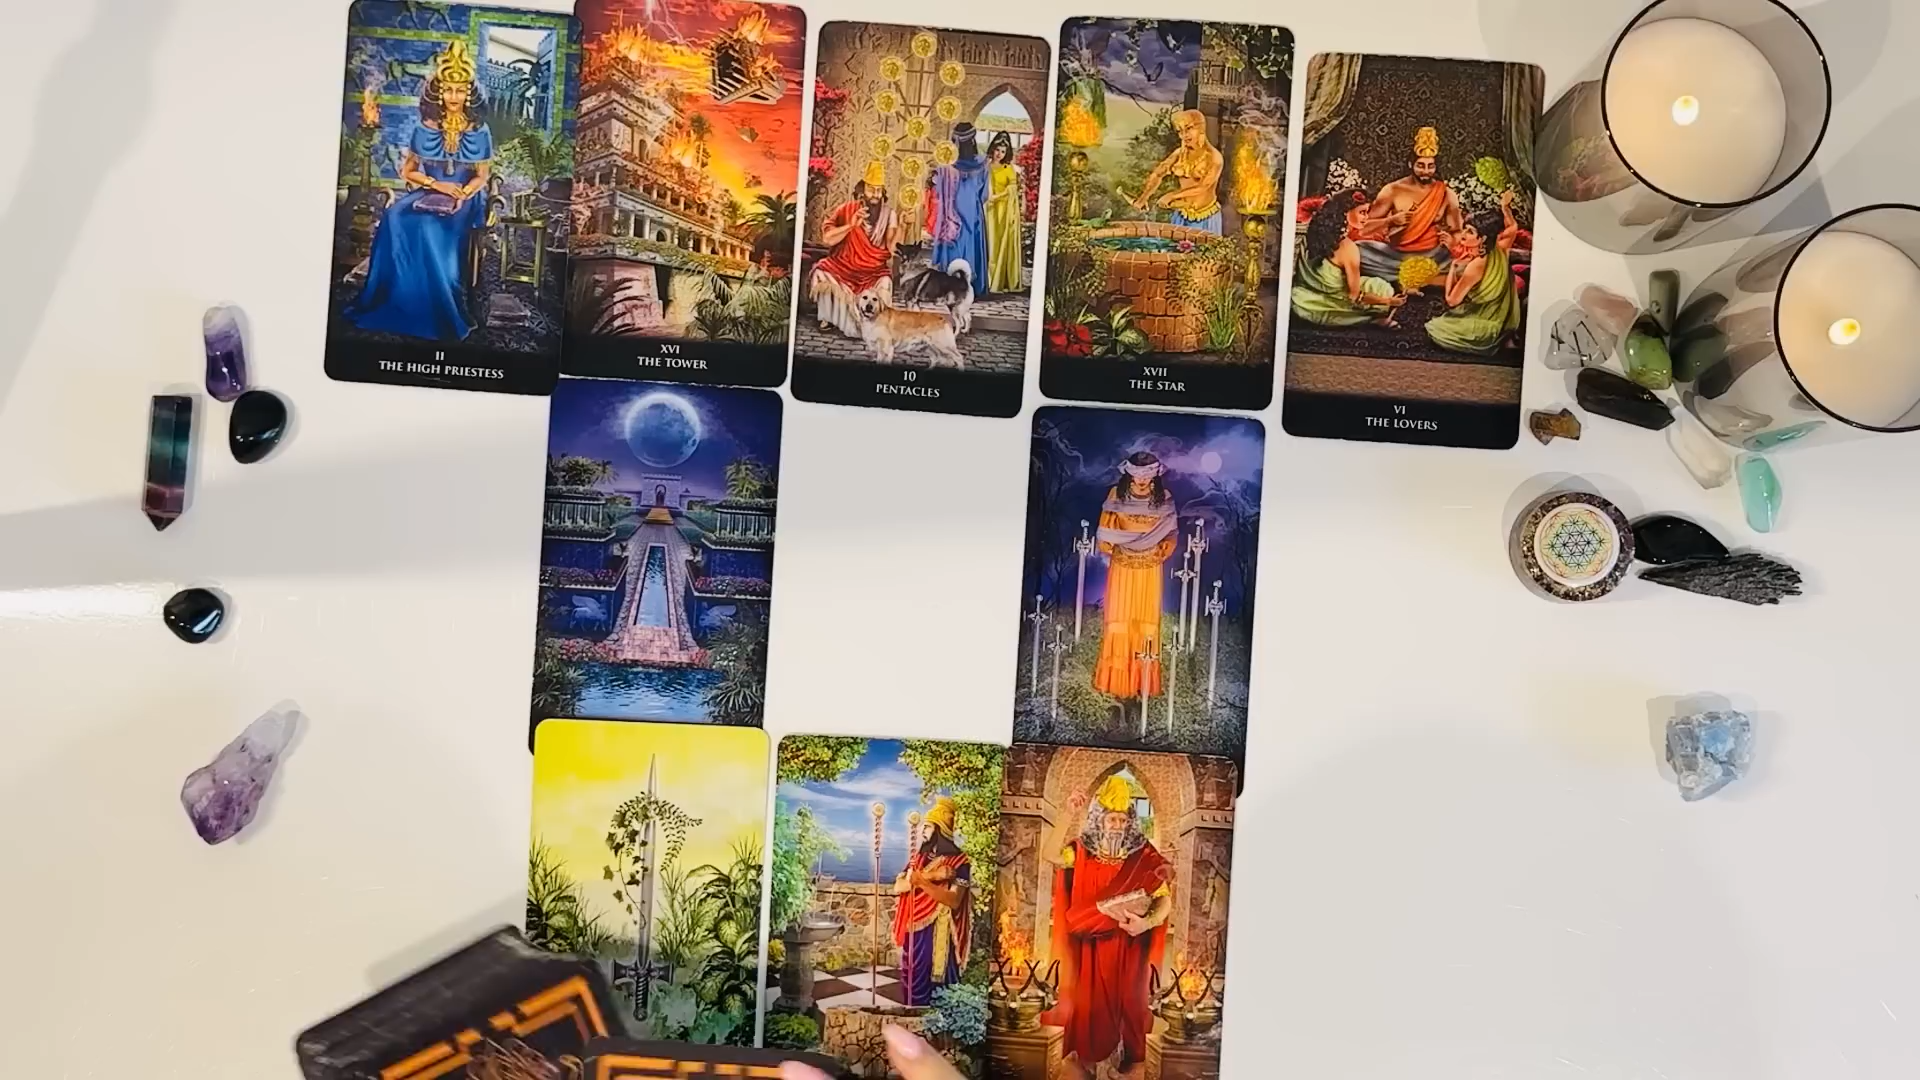 II
THE HIGH PRIESTESS
XVI
THE TOWER
10
PENTACLES
XVII
THE STAR
VI
THE LOVERS